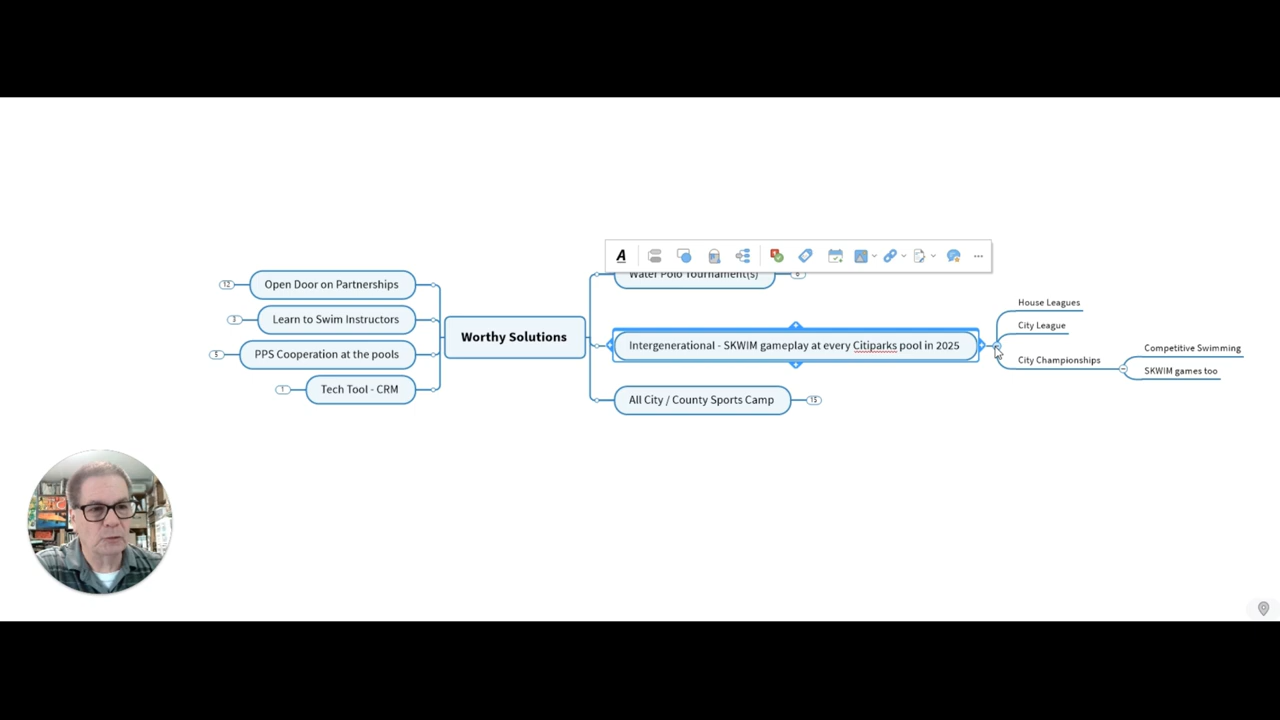 A
Water Polo Tournament(s)
Open Door on Partnerships
12
Learn to Swim Instructors
3
PPS Cooperation at the pools
5
Tech Tool - CRM
1
Worthy Solutions
Intergenerational - SKWIM gameplay at every Citiparks pool in 2025
House Leagues
City League
City Championships
Competitive Swimming
SKWIM games too
All City / County Sports Camp
15